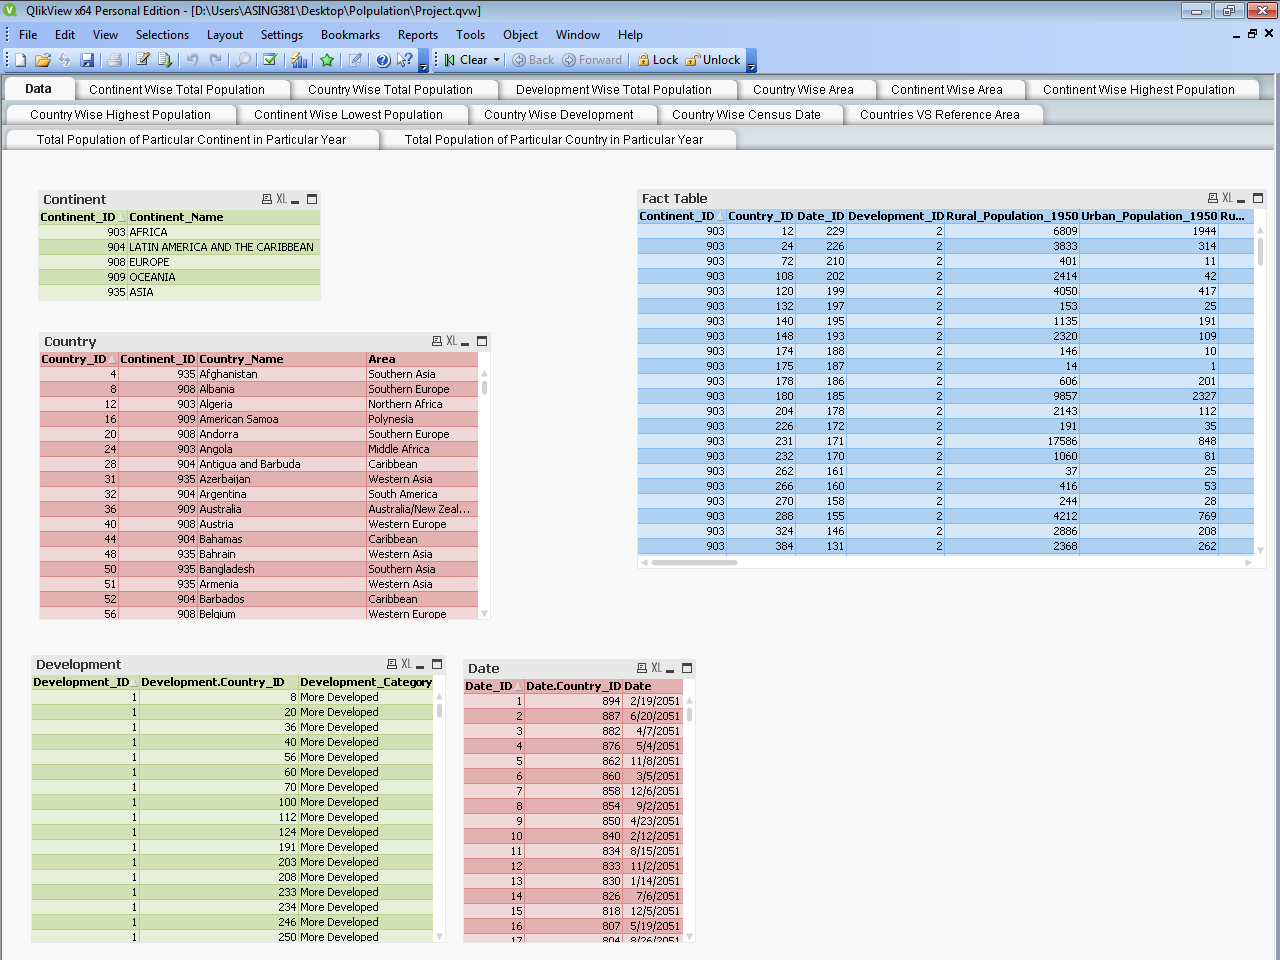 QlikView x64 Personal Edition - [D:\Users\ASING381\Desktop\Polpulation\Project.qvw]
File Edit View Selections Layout Settings Bookmarks Reports Tools Object Window Help
Clear Back Forward Lock Unlock
Data Continent Wise Total Population Country Wise Total Population Development Wise Total Population Country Wise Area Continent Wise Area Continent Wise Highest Population
Country Wise Highest Population Continent Wise Lowest Population Country Wise Development Country Wise Census Date Countries VS Reference Area
Total Population of Particular Continent in Particular Year Total Population of Particular Country in Particular Year
Continent XL
Continent_ID Continent_Name
903 AFRICA
904 LATIN AMERICA AND THE CARIBBEAN
908 EUROPE
909 OCEANIA
935 ASIA
Fact Table XL
Continent_ID Country_ID Date_ID Development_ID Rural_Population_1950 Urban_Population_1950 Ru...
903 12 229 2 6809 1944
903 24 226 2 3833 314
903 72 210 2 401 11
903 108 202 2 2414 42
903 120 199 2 4050 417
903 132 197 2 153 25
903 140 195 2 1135 191
903 148 193 2 2320 109
903 174 188 2 146 10
903 175 187 2 14 1
903 178 186 2 606 201
903 180 185 2 9857 2327
903 204 178 2 2143 112
903 226 172 2 191 35
903 231 171 2 17586 848
903 232 170 2 1060 81
903 262 161 2 37 25
903 266 160 2 416 53
903 270 158 2 244 28
903 288 155 2 4212 769
903 324 146 2 2886 208
903 384 131 2 2368 262
Country XL
Country_ID Continent_ID Country_Name Area
4 935 Afghanistan Southern Asia
8 908 Albania Southern Europe
12 903 Algeria Northern Africa
16 909 American Samoa Polynesia
20 908 Andorra Southern Europe
24 903 Angola Middle Africa
28 904 Antigua and Barbuda Caribbean
31 935 Azerbaijan Western Asia
32 904 Argentina South America
36 909 Australia Australia/New Zeal...
40 908 Austria Western Europe
44 904 Bahamas Caribbean
48 935 Bahrain Western Asia
50 935 Bangladesh Southern Asia
51 935 Armenia Western Asia
52 904 Barbados Caribbean
56 908 Belgium Western Europe
Development XL
Development_ID Development.Country_ID Development_Category
1 8 More Developed
1 20 More Developed
1 36 More Developed
1 40 More Developed
1 56 More Developed
1 60 More Developed
1 70 More Developed
1 100 More Developed
1 112 More Developed
1 124 More Developed
1 191 More Developed
1 203 More Developed
1 208 More Developed
1 233 More Developed
1 234 More Developed
1 246 More Developed
1 250 More Developed
Date XL
Date_ID Date.Country_ID Date
1 894 2/19/2051
2 887 6/20/2051
3 882 4/7/2051
4 876 5/4/2051
5 862 11/8/2051
6 860 3/5/2051
7 858 12/6/2051
8 854 9/2/2051
9 850 4/23/2051
10 840 2/12/2051
11 834 8/15/2051
12 833 11/2/2051
13 830 1/14/2051
14 826 7/6/2051
15 818 12/5/2051
16 807 5/19/2051
17 804 8/26/2051